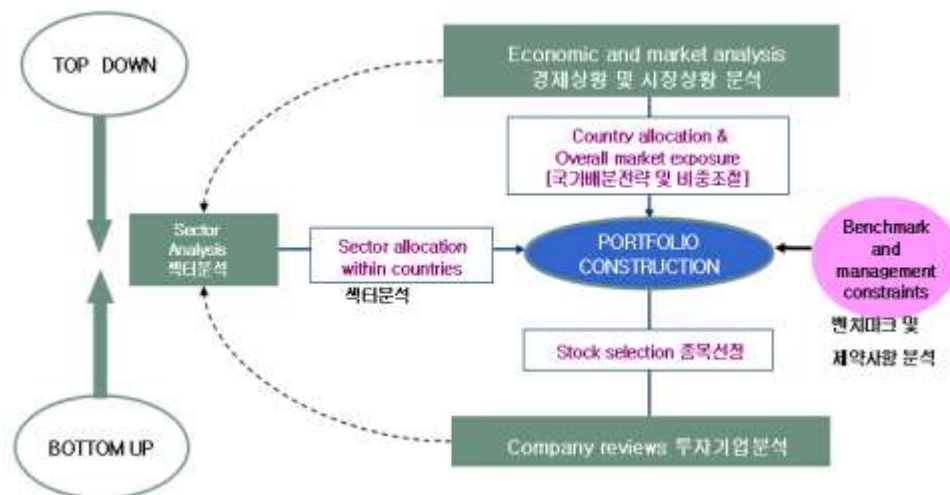 TOP DOWN
Economic and market analysis
경제상황 및 시장상황 분석
Country allocation &
Overall market exposure
[국가배분전략 및 비중조절]
Sector
Analysis
섹터분석
Sector allocation
within countries
섹터분석
PORTFOLIO
CONSTRUCTION
Benchmark
and
management
constraints
벤치마크 및
제약사항 분석
Stock selection 종목선정
BOTTOM UP
Company reviews 투자기업분석